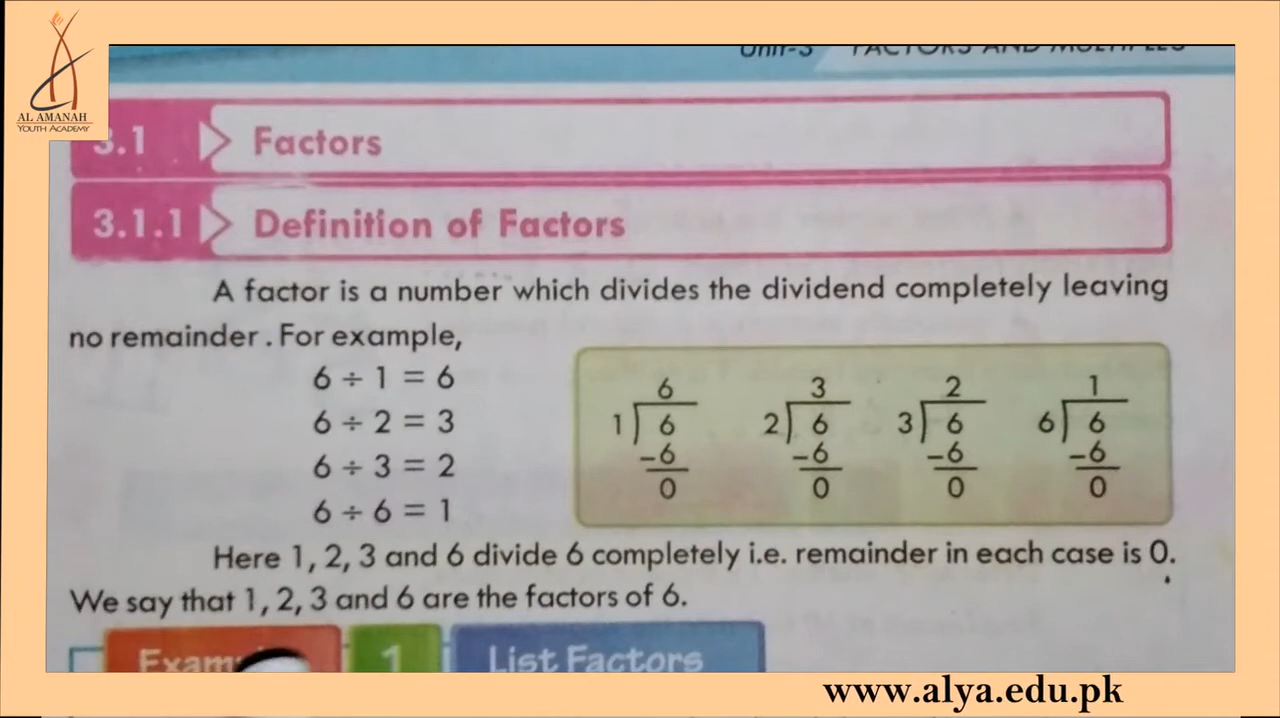 AL AMANAH
YOUTH ACADEMY
Unit-3 FACTORS AND MULTIPLES
3.1 Factors
3.1.1 Definition of Factors
A factor is a number which divides the dividend completely leaving
no remainder. For example,
6 ÷ 1 = 6
6 ÷ 2 = 3
6 ÷ 3 = 2
6 ÷ 6 = 1
6 3 2 1
1 6 2 6 3 6 6 6
-6 -6 -6 -6
0 0 0 0
Here 1, 2, 3 and 6 divide 6 completely i.e. remainder in each case is 0.
We say that 1, 2, 3 and 6 are the factors of 6.
1 List Factors
www.alya.edu.pk